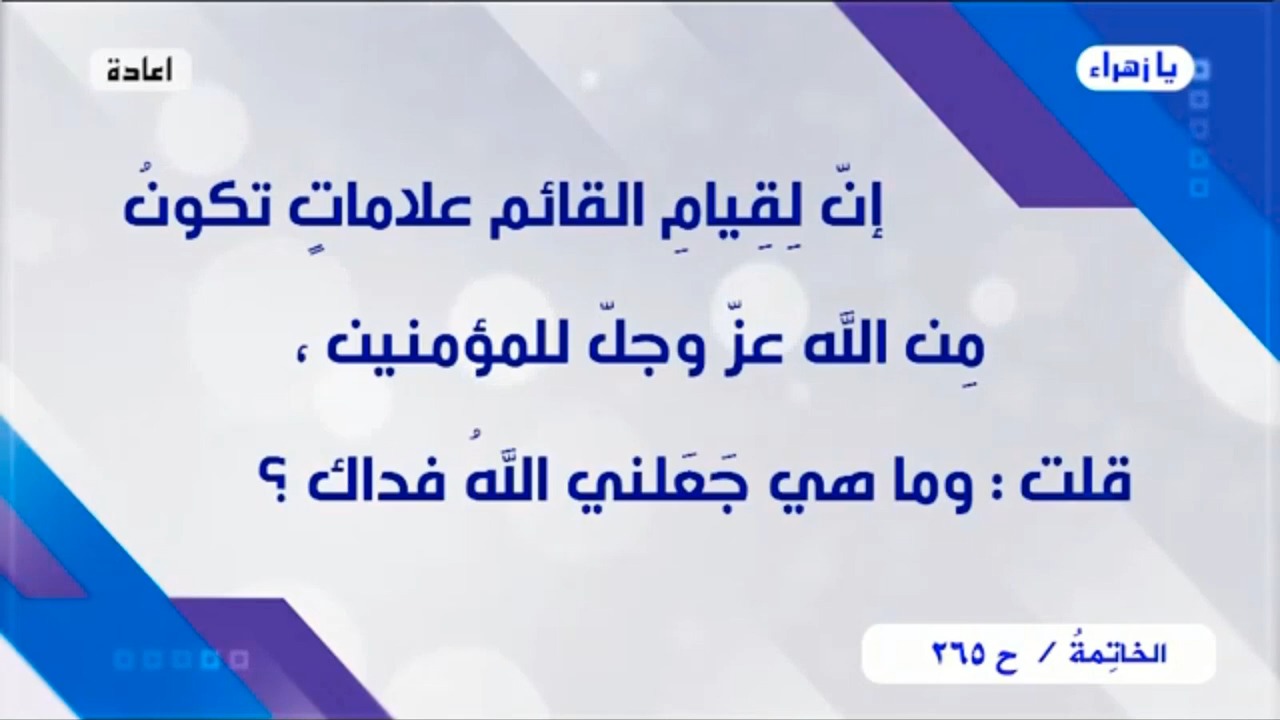 يا زهراء
اعادة
إنّ لِقِيامِ القائم علاماتٍ تكونُ
مِن اللَّه عزّ وجلّ للمؤمنين ،
قلت : وما هي جَعَلني اللَّهُ فداك ؟
الخاتِمةُ / ح ٢٦٥